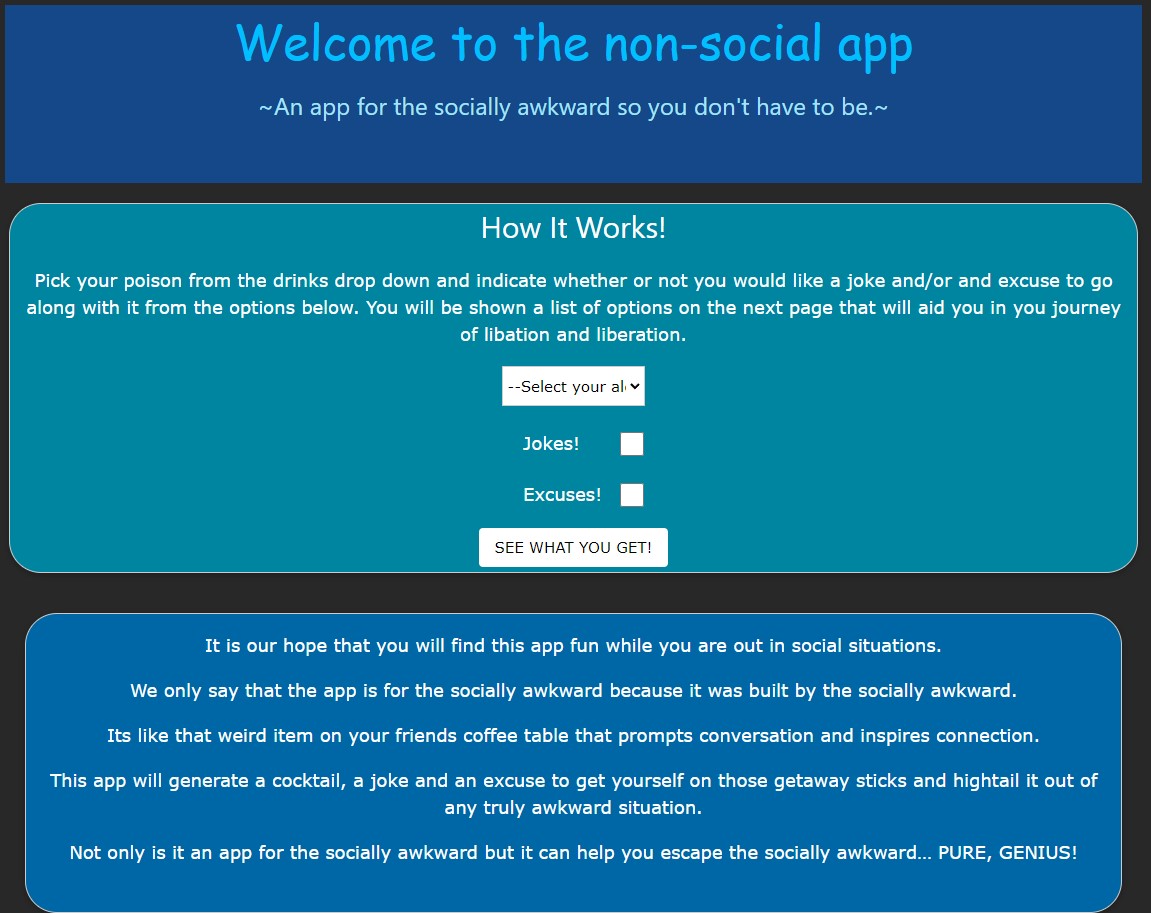 Welcome to the non-social app
~An app for the socially awkward so you don't have to be.~
How It Works!
Pick your poison from the drinks drop down and indicate whether or not you would like a joke and/or and excuse to go
along with it from the options below. You will be shown a list of options on the next page that will aid you in you journey
of libation and liberation.
--Select your al
Jokes!
Excuses!
SEE WHAT YOU GET!
It is our hope that you will find this app fun while you are out in social situations.
We only say that the app is for the socially awkward because it was built by the socially awkward.
Its like that weird item on your friends coffee table that prompts conversation and inspires connection.
This app will generate a cocktail, a joke and an excuse to get yourself on those getaway sticks and hightail it out of
any truly awkward situation.
Not only is it an app for the socially awkward but it can help you escape the socially awkward... PURE, GENIUS!